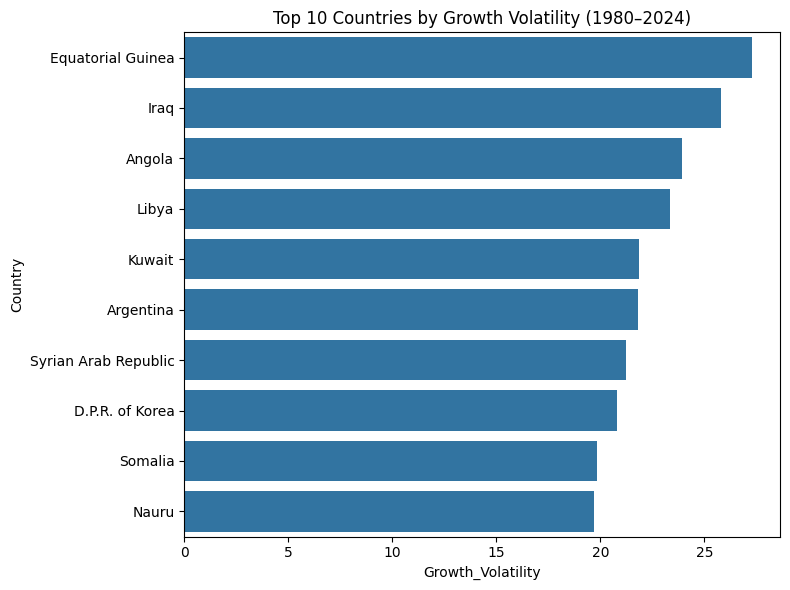 Top 10 Countries by Growth Volatility (1980–2024)
Country
Equatorial Guinea
Iraq
Angola
Libya
Kuwait
Argentina
Syrian Arab Republic
D.P.R. of Korea
Somalia
Nauru
0 5 10 15 20 25
Growth_Volatility